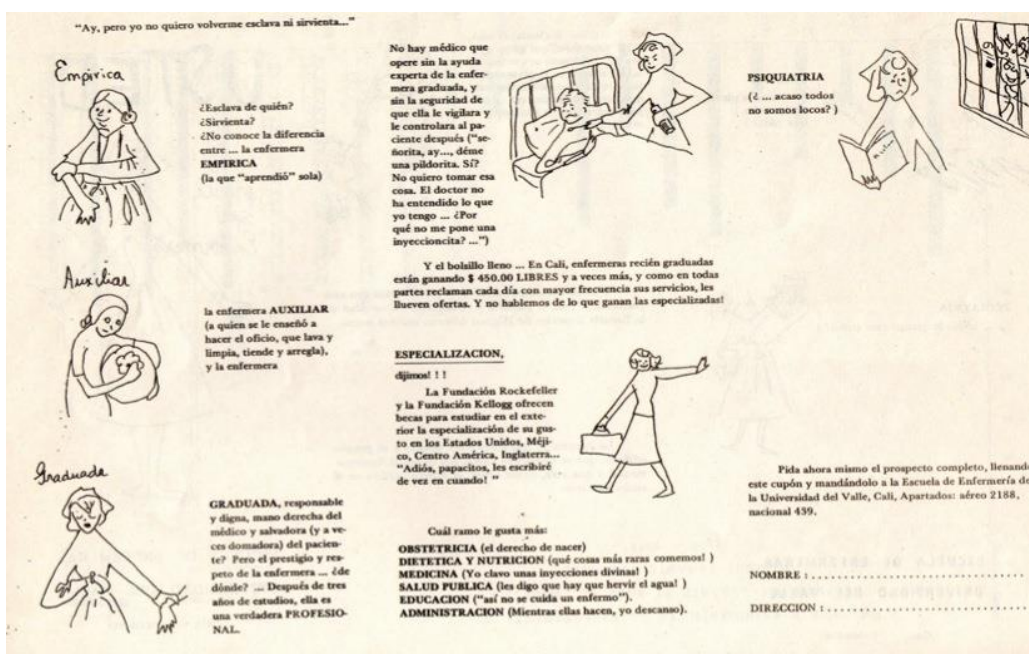 "Ay, pero yo no quiero volverme esclava ni sirvienta..."
Empírica
¿Esclava de quién?
¿Sirvienta?
¿No conoce la diferencia
entre ... la enfermera
EMPIRICA
(la que "aprendió" sola)
Auxiliar
la enfermera AUXILIAR
(a quien se le enseñó a
hacer el oficio, que lava y
limpia, tiende y arregla),
y la enfermera
Graduada
GRADUADA, responsable
y digna, mano derecha del
médico y salvadora (y a ve-
ces domadora) del pacien-
te? Pero el prestigio y res-
peto de la enfermera ... ¿de
dónde? ... Después de tres
años de estudios, ella es
una verdadera PROFESIO-
NAL.
No hay médico que
opere sin la ayuda
experta de la enfer-
mera graduada, y
sin la seguridad de
que ella le vigilara y
le controlara al pa-
ciente después ("se-
ñorita, ay..., déme
una pildorita. Sí?
No quiero tomar esa
cosa. El doctor no
ha entendido lo que
yo tengo ... ¿Por
qué no me pone una
inyeccioncita? ...")
Y el bolsillo lleno ... En Cali, enfermeras recién graduadas
están ganando $ 450.00 LIBRES y a veces más, y como en todas
partes reclaman cada día con mayor frecuencia sus servicios, les
llueven ofertas. Y no hablemos de lo que ganan las especializadas!
ESPECIALIZACION,
dijimos! ! !
La Fundación Rockefeller
y la Fundación Kellogg ofrecen
becas para estudiar en el exte-
rior la especialización de su gus-
to en los Estados Unidos, Méji-
co, Centro América, Inglaterra...
"Adiós, papacitos, les escribiré
de vez en cuando! "
Cuál ramo le gusta más:
OBSTETRICIA (el derecho de nacer)
DIETETICA Y NUTRICION (qué cosas más raras comemos! )
MEDICINA (Yo clavo unas inyecciones divinas! )
SALUD PUBLICA (les digo que hay que hervir el agua! )
EDUCACION ("así no se cuida un enfermo").
ADMINISTRACION (Mientras ellas hacen, yo descanso).
PSIQUIATRIA
(¿ ... acaso todos
no somos locos? )
Pida ahora mismo el prospecto completo, llenando
este cupón y mandándolo a la Escuela de Enfermería de
la Universidad del Valle, Cali, Apartados: aéreo 2188,
nacional 439.
NOMBRE : ............................
DIRECCION : ............................